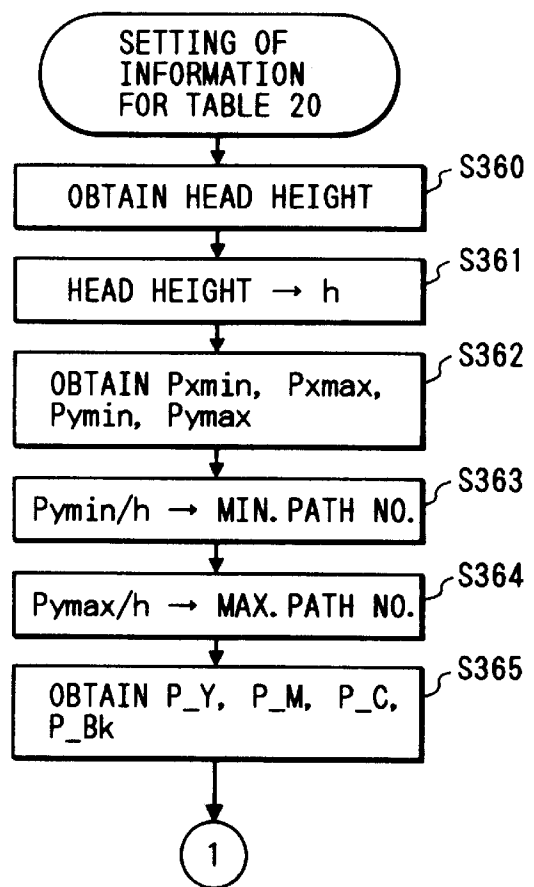 SETTING OF
INFORMATION
FOR TABLE 20
S360
OBTAIN HEAD HEIGHT
S361
HEAD HEIGHT → h
S362
OBTAIN Pxmin, Pxmax,
Pymin, Pymax
S363
Pymin/h → MIN. PATH NO.
S364
Pymax/h → MAX. PATH NO.
S365
OBTAIN P_Y, P_M, P_C,
P_Bk
1